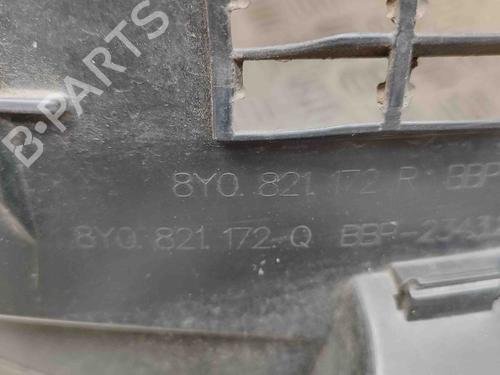 B-PARTS
8Y0. 821. 172 R. BBP
8Y0. 821. 172. Q BBP-2343